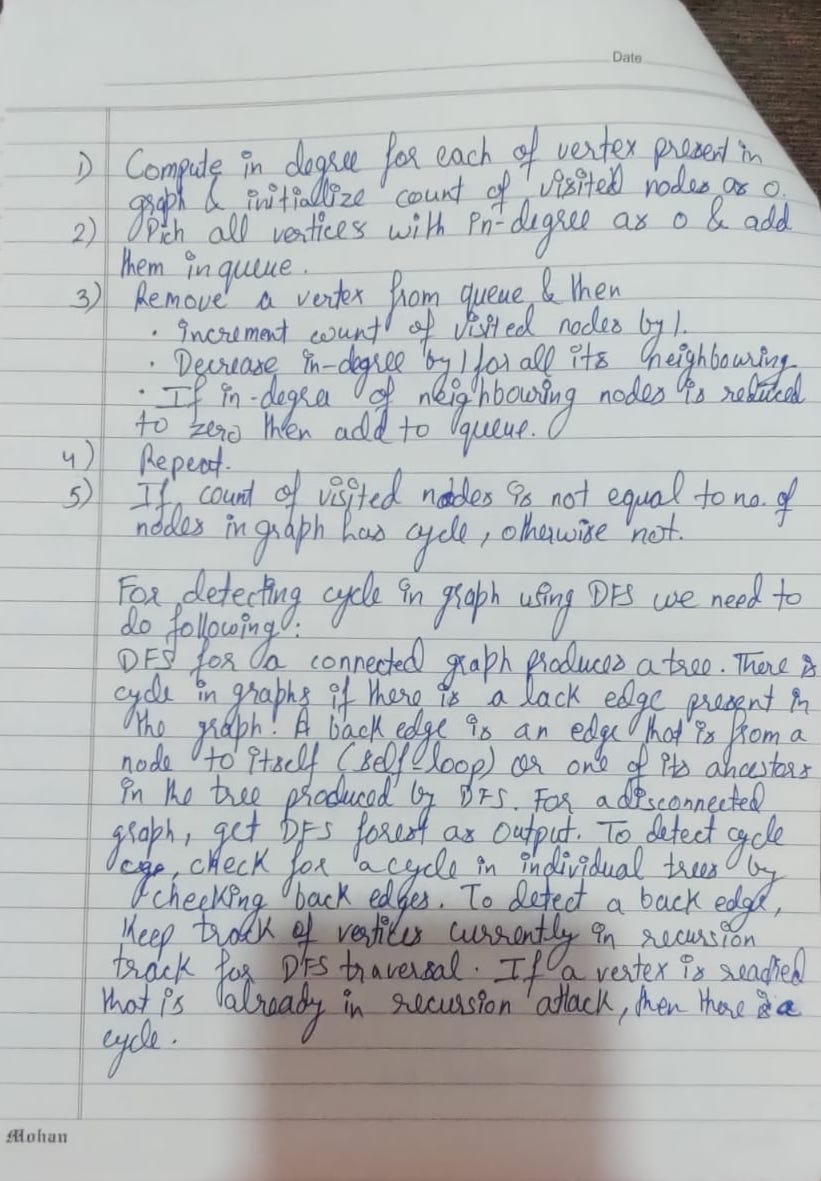 Date
1) Compute in degree for each of vertex present in
graph & initiallize count of visited nodes as 0.
2) Pich all vertices with in-degree as 0 & add
them in queue.
3) Remove a vertex from queue & then
· increment count of visited nodes by 1.
· Decrease in-degree by 1 for all its neighbouring
· If in-degree of neighbouring nodes is reduced
to zero then add to queue.
4) Repeat.
5) If count of visited nodes is not equal to no. of
nodes in graph has cycle, otherwise not.
For detecting cycle in graph using DFS we need to
do following:
DFS for a connected graph produces a tree. There is
cycle in graphs if there is a lack edge present in
the graph. A back edge is an edge that is from a
node to itself (self-loop) or one of its ancestors
in the tree produced by DFS. For a disconnected
graph, get DFS forest as output. To detect cycle
, check for a cycle in individual trees by
checking back edges. To detect a back edge,
Keep track of vertices currently in recursion
track for DFS traversal. If a vertex is reached
that is already in recursion attack, then there is a
cycle.
Mohan